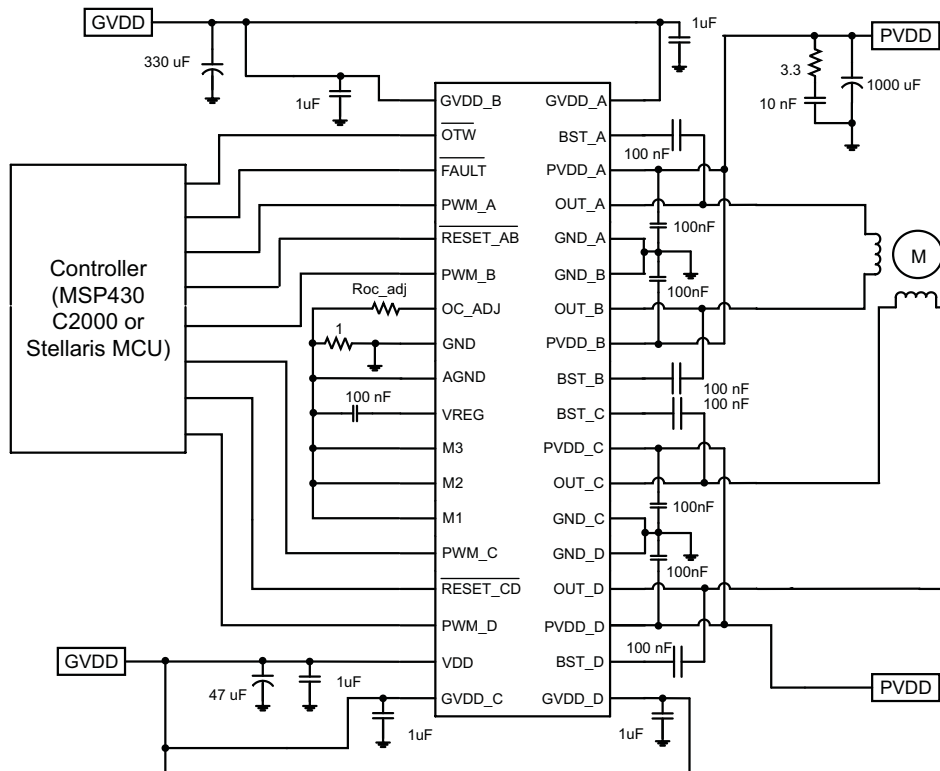 GVDD
1uF
PVDD
330 uF
3.3
1000 uF
1uF
10 nF
GVDD_B
GVDD_A
OTW
BST_A
100 nF
FAULT
PVDD_A
PWM_A
OUT_A
100nF
RESET_AB
GND_A
M
Controller
(MSP430
C2000 or
Stellaris MCU)
PWM_B
GND_B
100nF
Roc_adj
OC_ADJ
OUT_B
1
GND
PVDD_B
AGND
BST_B
100 nF
100 nF
100 nF
VREG
BST_C
M3
PVDD_C
M2
OUT_C
100nF
M1
GND_C
PWM_C
GND_D
100nF
RESET_CD
OUT_D
PWM_D
PVDD_D
100 nF
GVDD
VDD
BST_D
47 uF
1uF
GVDD_C
GVDD_D
PVDD
1uF
1uF